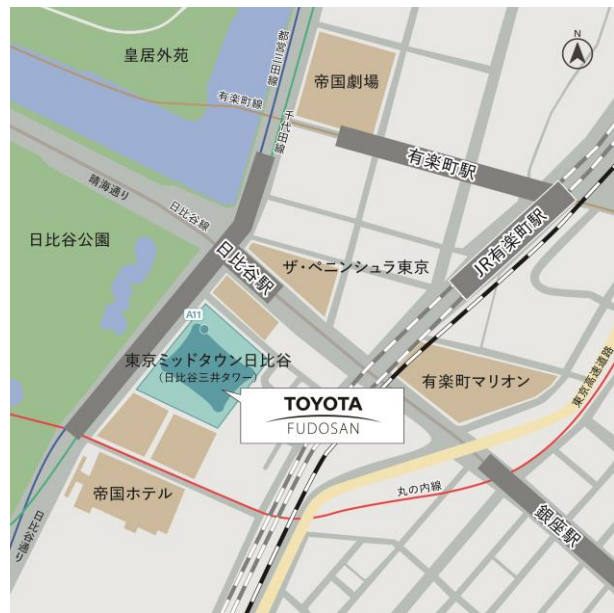 皇居外苑
都営三田線
N
帝国劇場
有楽町線
千代田線
有楽町駅
晴海通り
日比谷線
日比谷公園
日比谷駅
ザ・ペニンシュラ東京
JR有楽町駅
A11
東京ミッドタウン日比谷
(日比谷三井タワー)
有楽町マリオン
東京高速道路
TOYOTA
FUDOSAN
帝国ホテル
丸の内線
銀座駅
日比谷通り